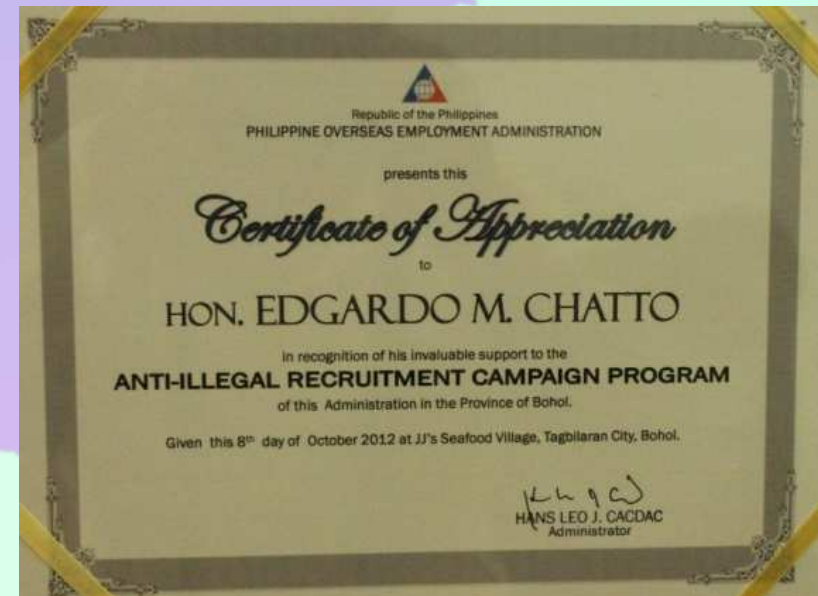 Republic of the Philippines
PHILIPPINE OVERSEAS EMPLOYMENT ADMINISTRATION
presents this
Certificate of Appreciation
to
HON. EDGARDO M. CHATTO
in recognition of his invaluable support to the
ANTI-ILLEGAL RECRUITMENT CAMPAIGN PROGRAM
of this Administration in the Province of Bohol.
Given this 8th day of October 2012 at JJ's Seafood Village, Tagbilaran City, Bohol.
HANS LEO J. CACDAC
Administrator